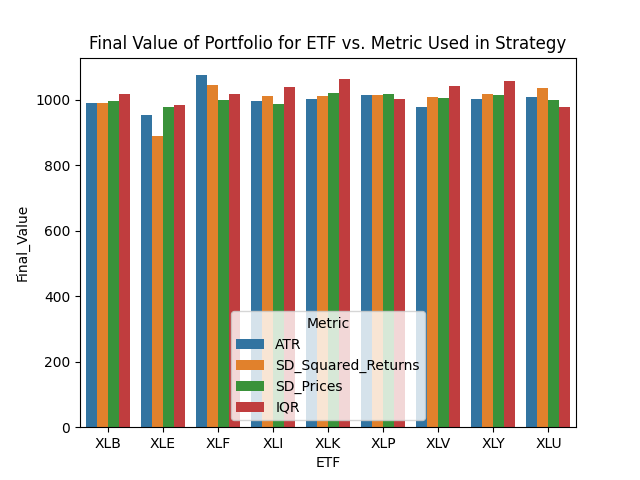 Final Value of Portfolio for ETF vs. Metric Used in Strategy
Final_Value
1000
800
600
400
200
0
Metric
ATR
SD_Squared_Returns
SD_Prices
IQR
XLB XLE XLF XLI XLK XLP XLV XLY XLU
ETF